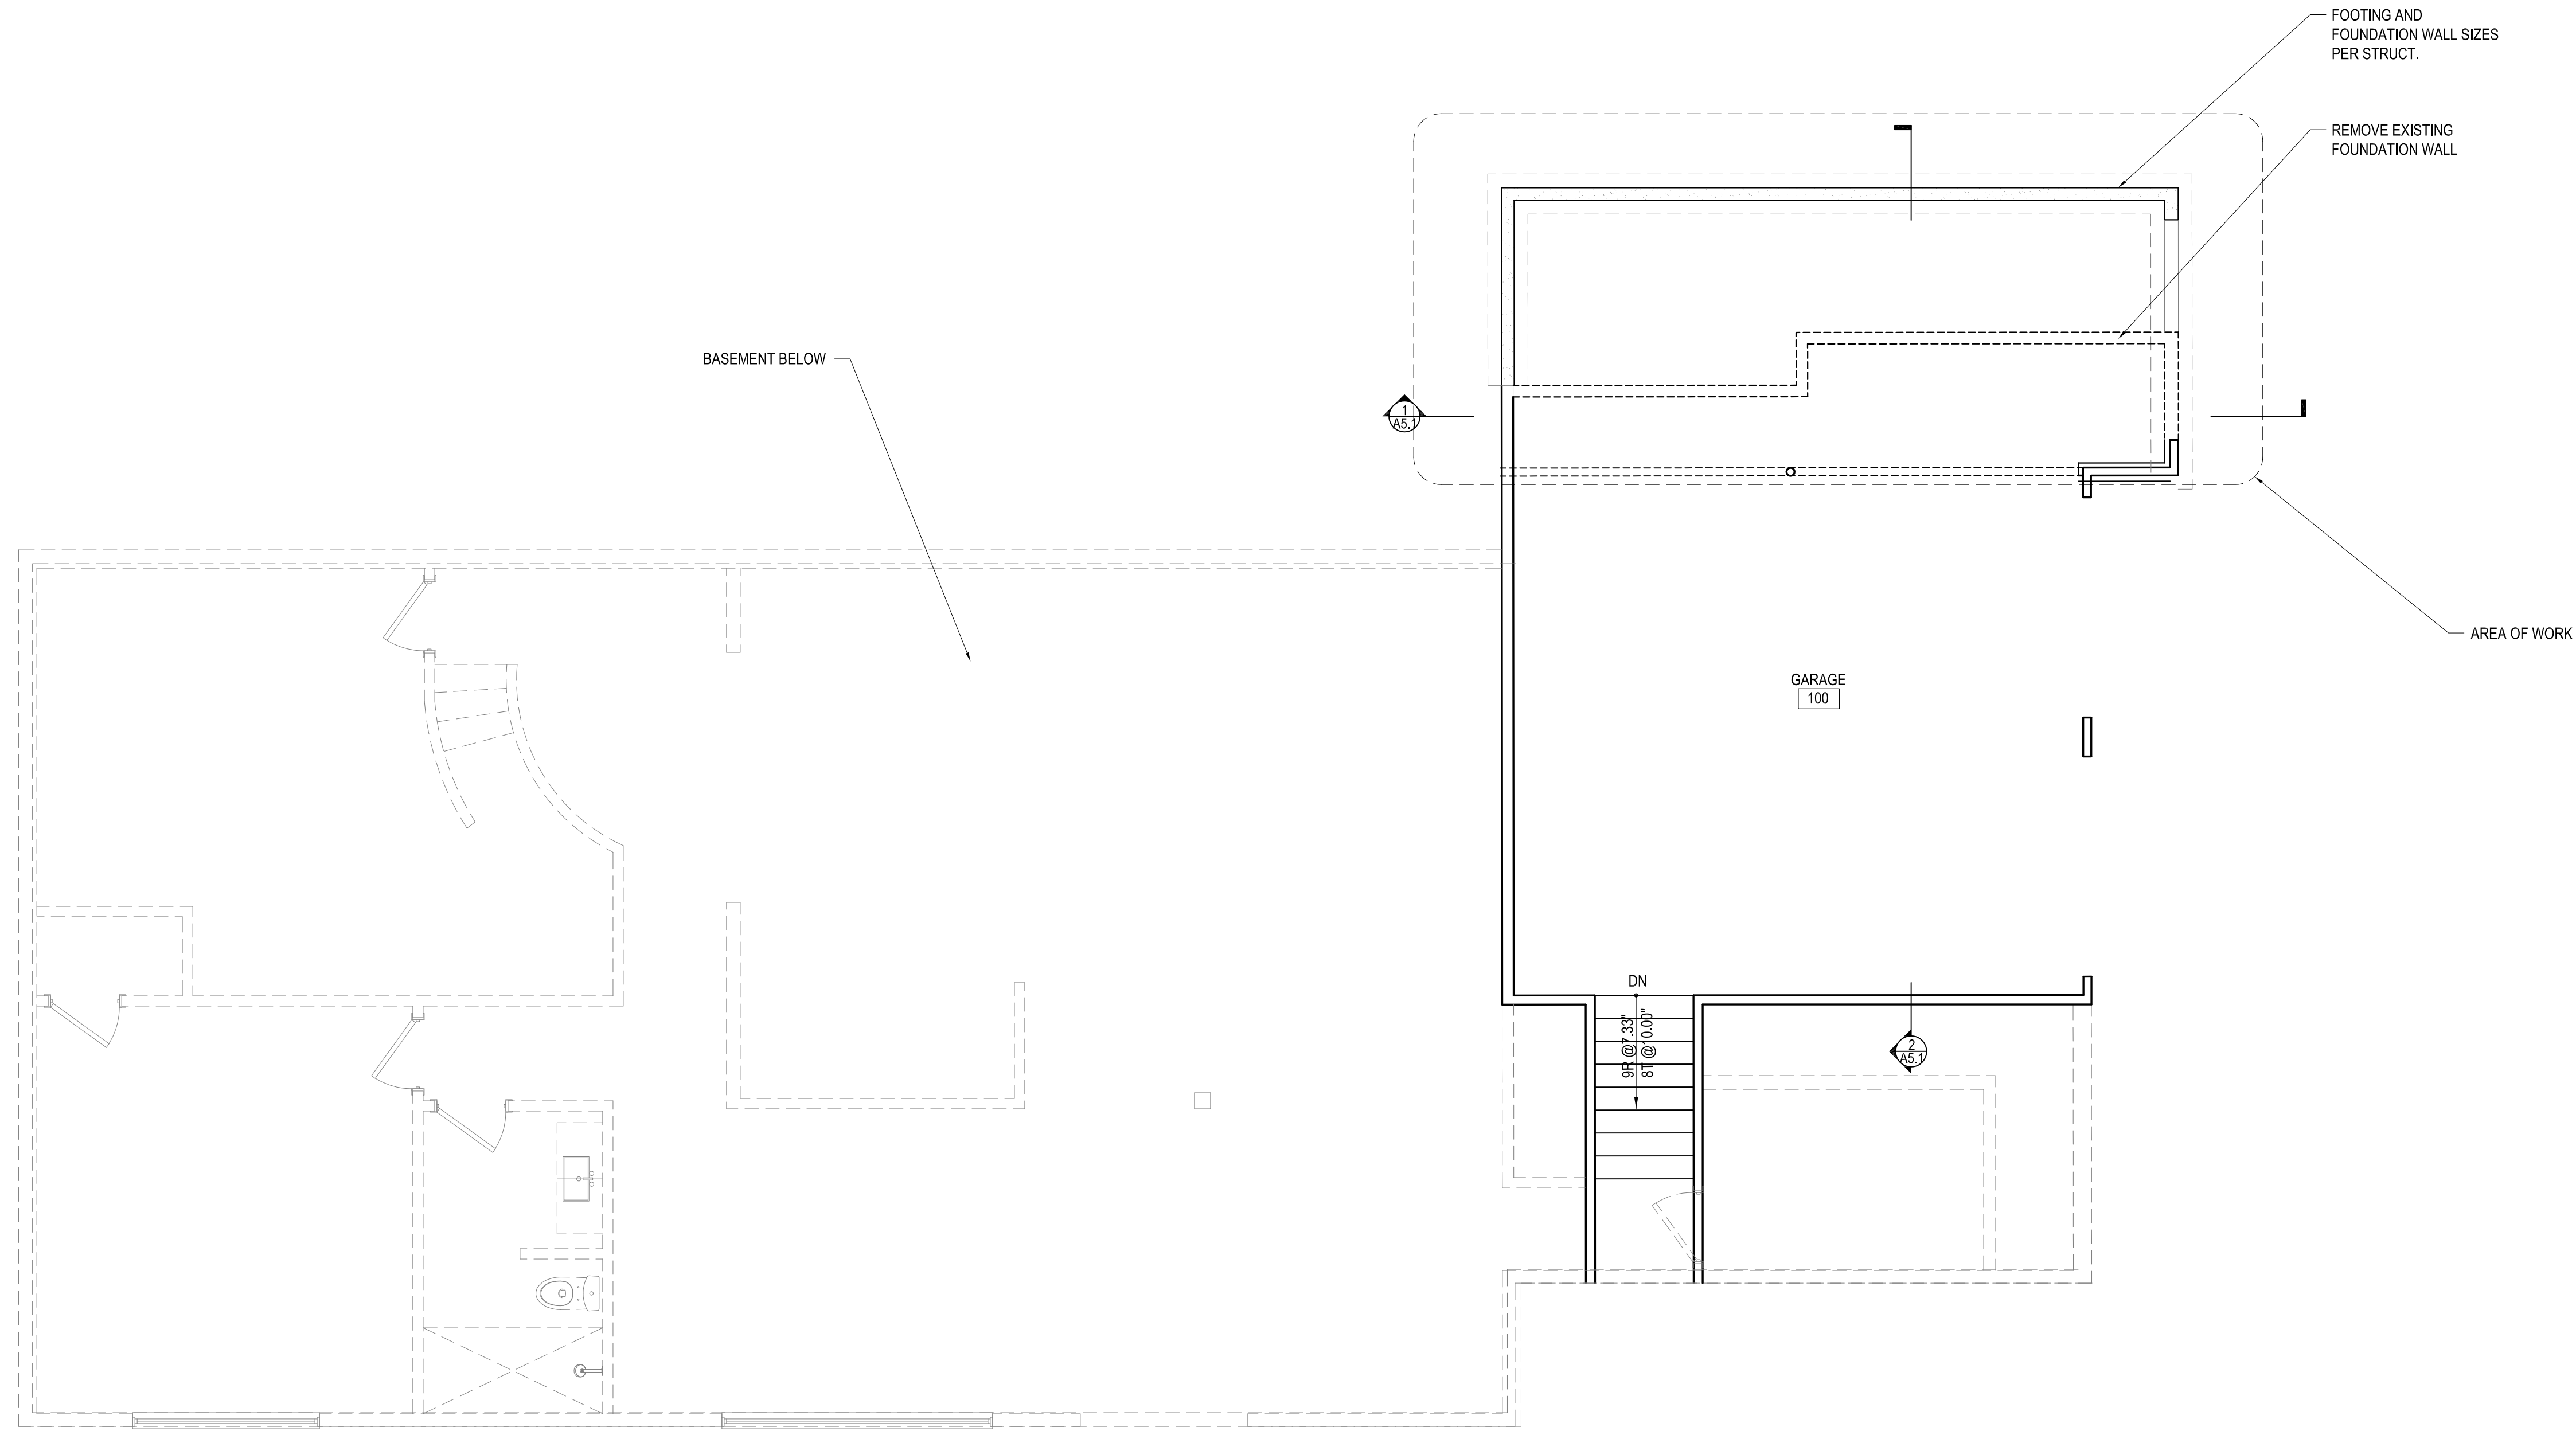 FOOTING AND
FOUNDATION WALL SIZES
PER STRUCT.
REMOVE EXISTING
FOUNDATION WALL
BASEMENT BELOW
1
A5.1
AREA OF WORK
GARAGE
100
DN
9R @7.33"
8T @10.00"
2
A5.1